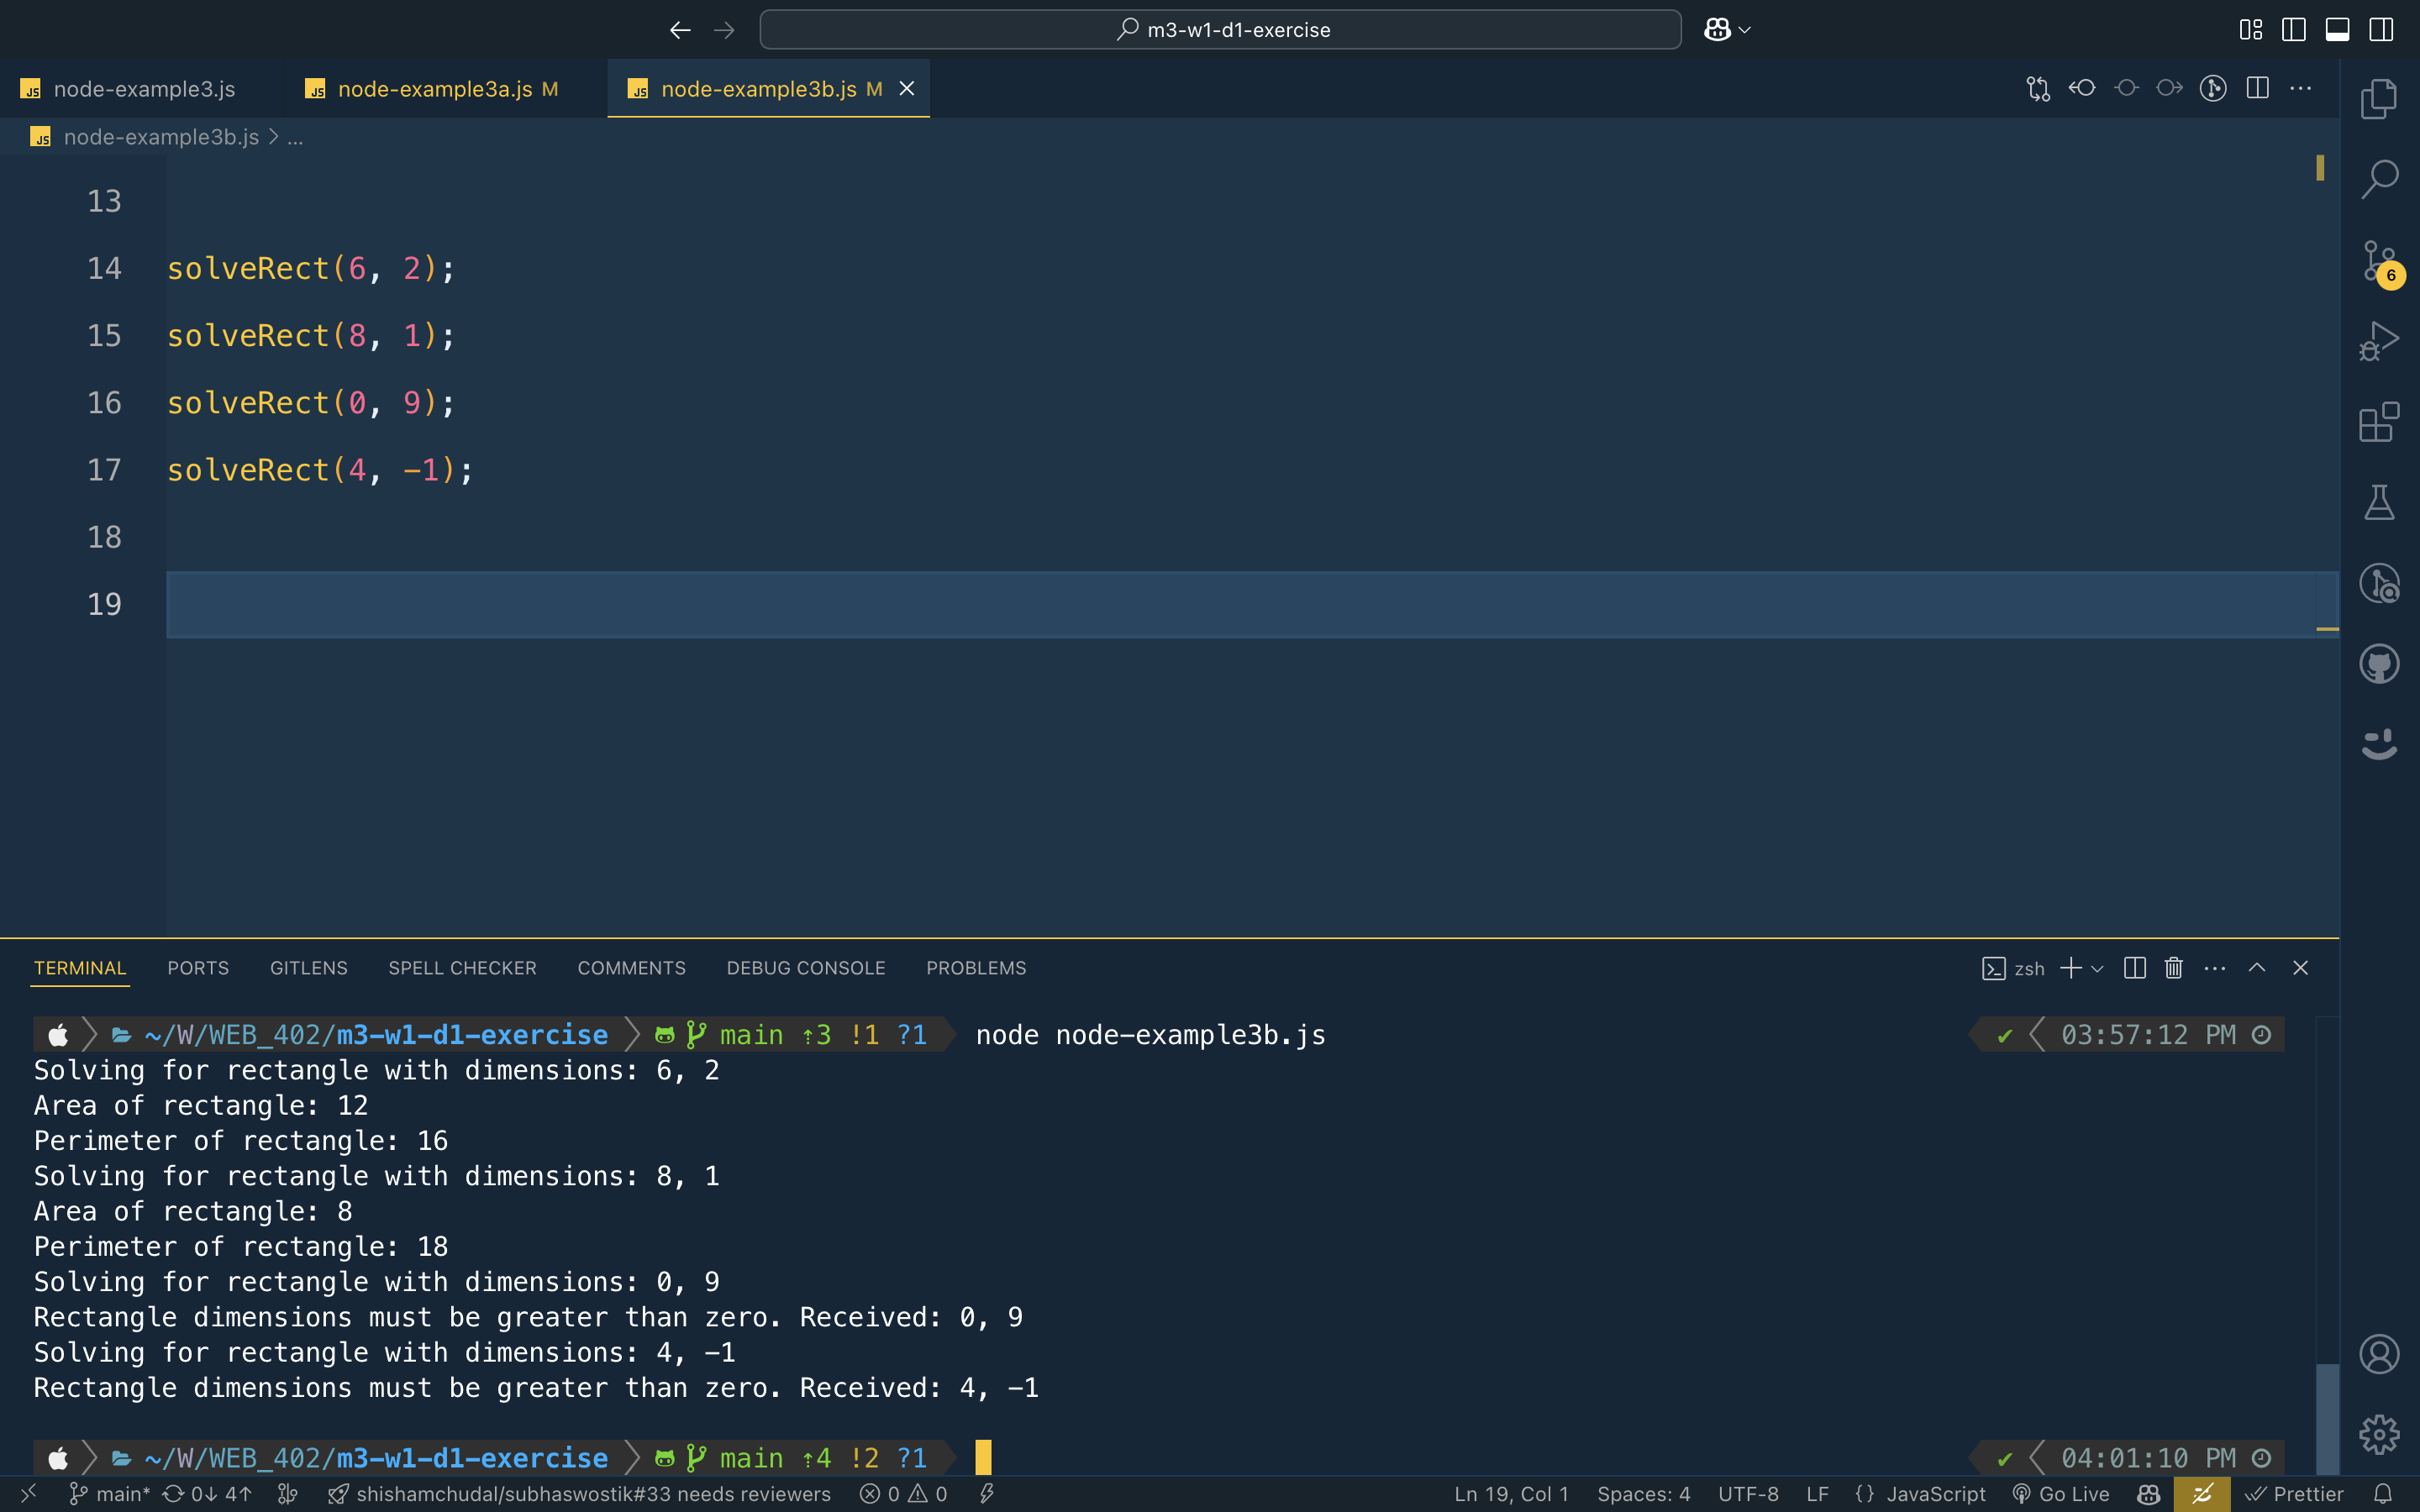 m3-w1-d1-exercise
JS node-example3.js
JS node-example3a.js M
JS node-example3b.js M
JS node-example3b.js > ...
13
14 solveRect(6, 2);
15 solveRect(8, 1);
16 solveRect(0, 9);
17 solveRect(4, -1);
18
19
6
TERMINAL PORTS GITLENS SPELL CHECKER COMMENTS DEBUG CONSOLE PROBLEMS zsh
~/W/WEB_402/m3-w1-d1-exercise main ⇡3 !1 ?1 node node-example3b.js ✔ 03:57:12 PM
Solving for rectangle with dimensions: 6, 2
Area of rectangle: 12
Perimeter of rectangle: 16
Solving for rectangle with dimensions: 8, 1
Area of rectangle: 8
Perimeter of rectangle: 18
Solving for rectangle with dimensions: 0, 9
Rectangle dimensions must be greater than zero. Received: 0, 9
Solving for rectangle with dimensions: 4, -1
Rectangle dimensions must be greater than zero. Received: 4, -1
~/W/WEB_402/m3-w1-d1-exercise main ⇡4 !2 ?1 ✔ 04:01:10 PM
main* 0↓ 4↑ shishamchudal/subhaswostik#33 needs reviewers 0 0 Ln 19, Col 1 Spaces: 4 UTF-8 LF {} JavaScript Go Live Prettier